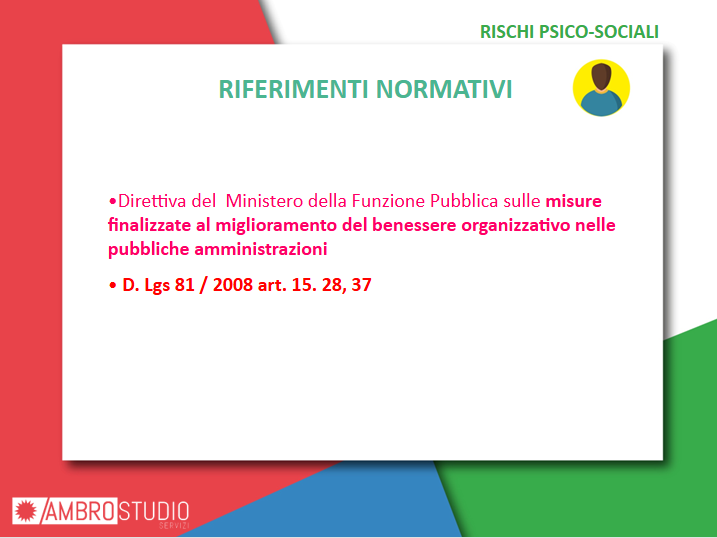 RISCHI PSICO-SOCIALI
RIFERIMENTI NORMATIVI
•Direttiva del  Ministero della Funzione Pubblica sulle misure
finalizzate al miglioramento del benessere organizzativo nelle
pubbliche amministrazioni
• D. Lgs 81 / 2008 art. 15. 28, 37
AMBROSTUDIO
SERVIZI